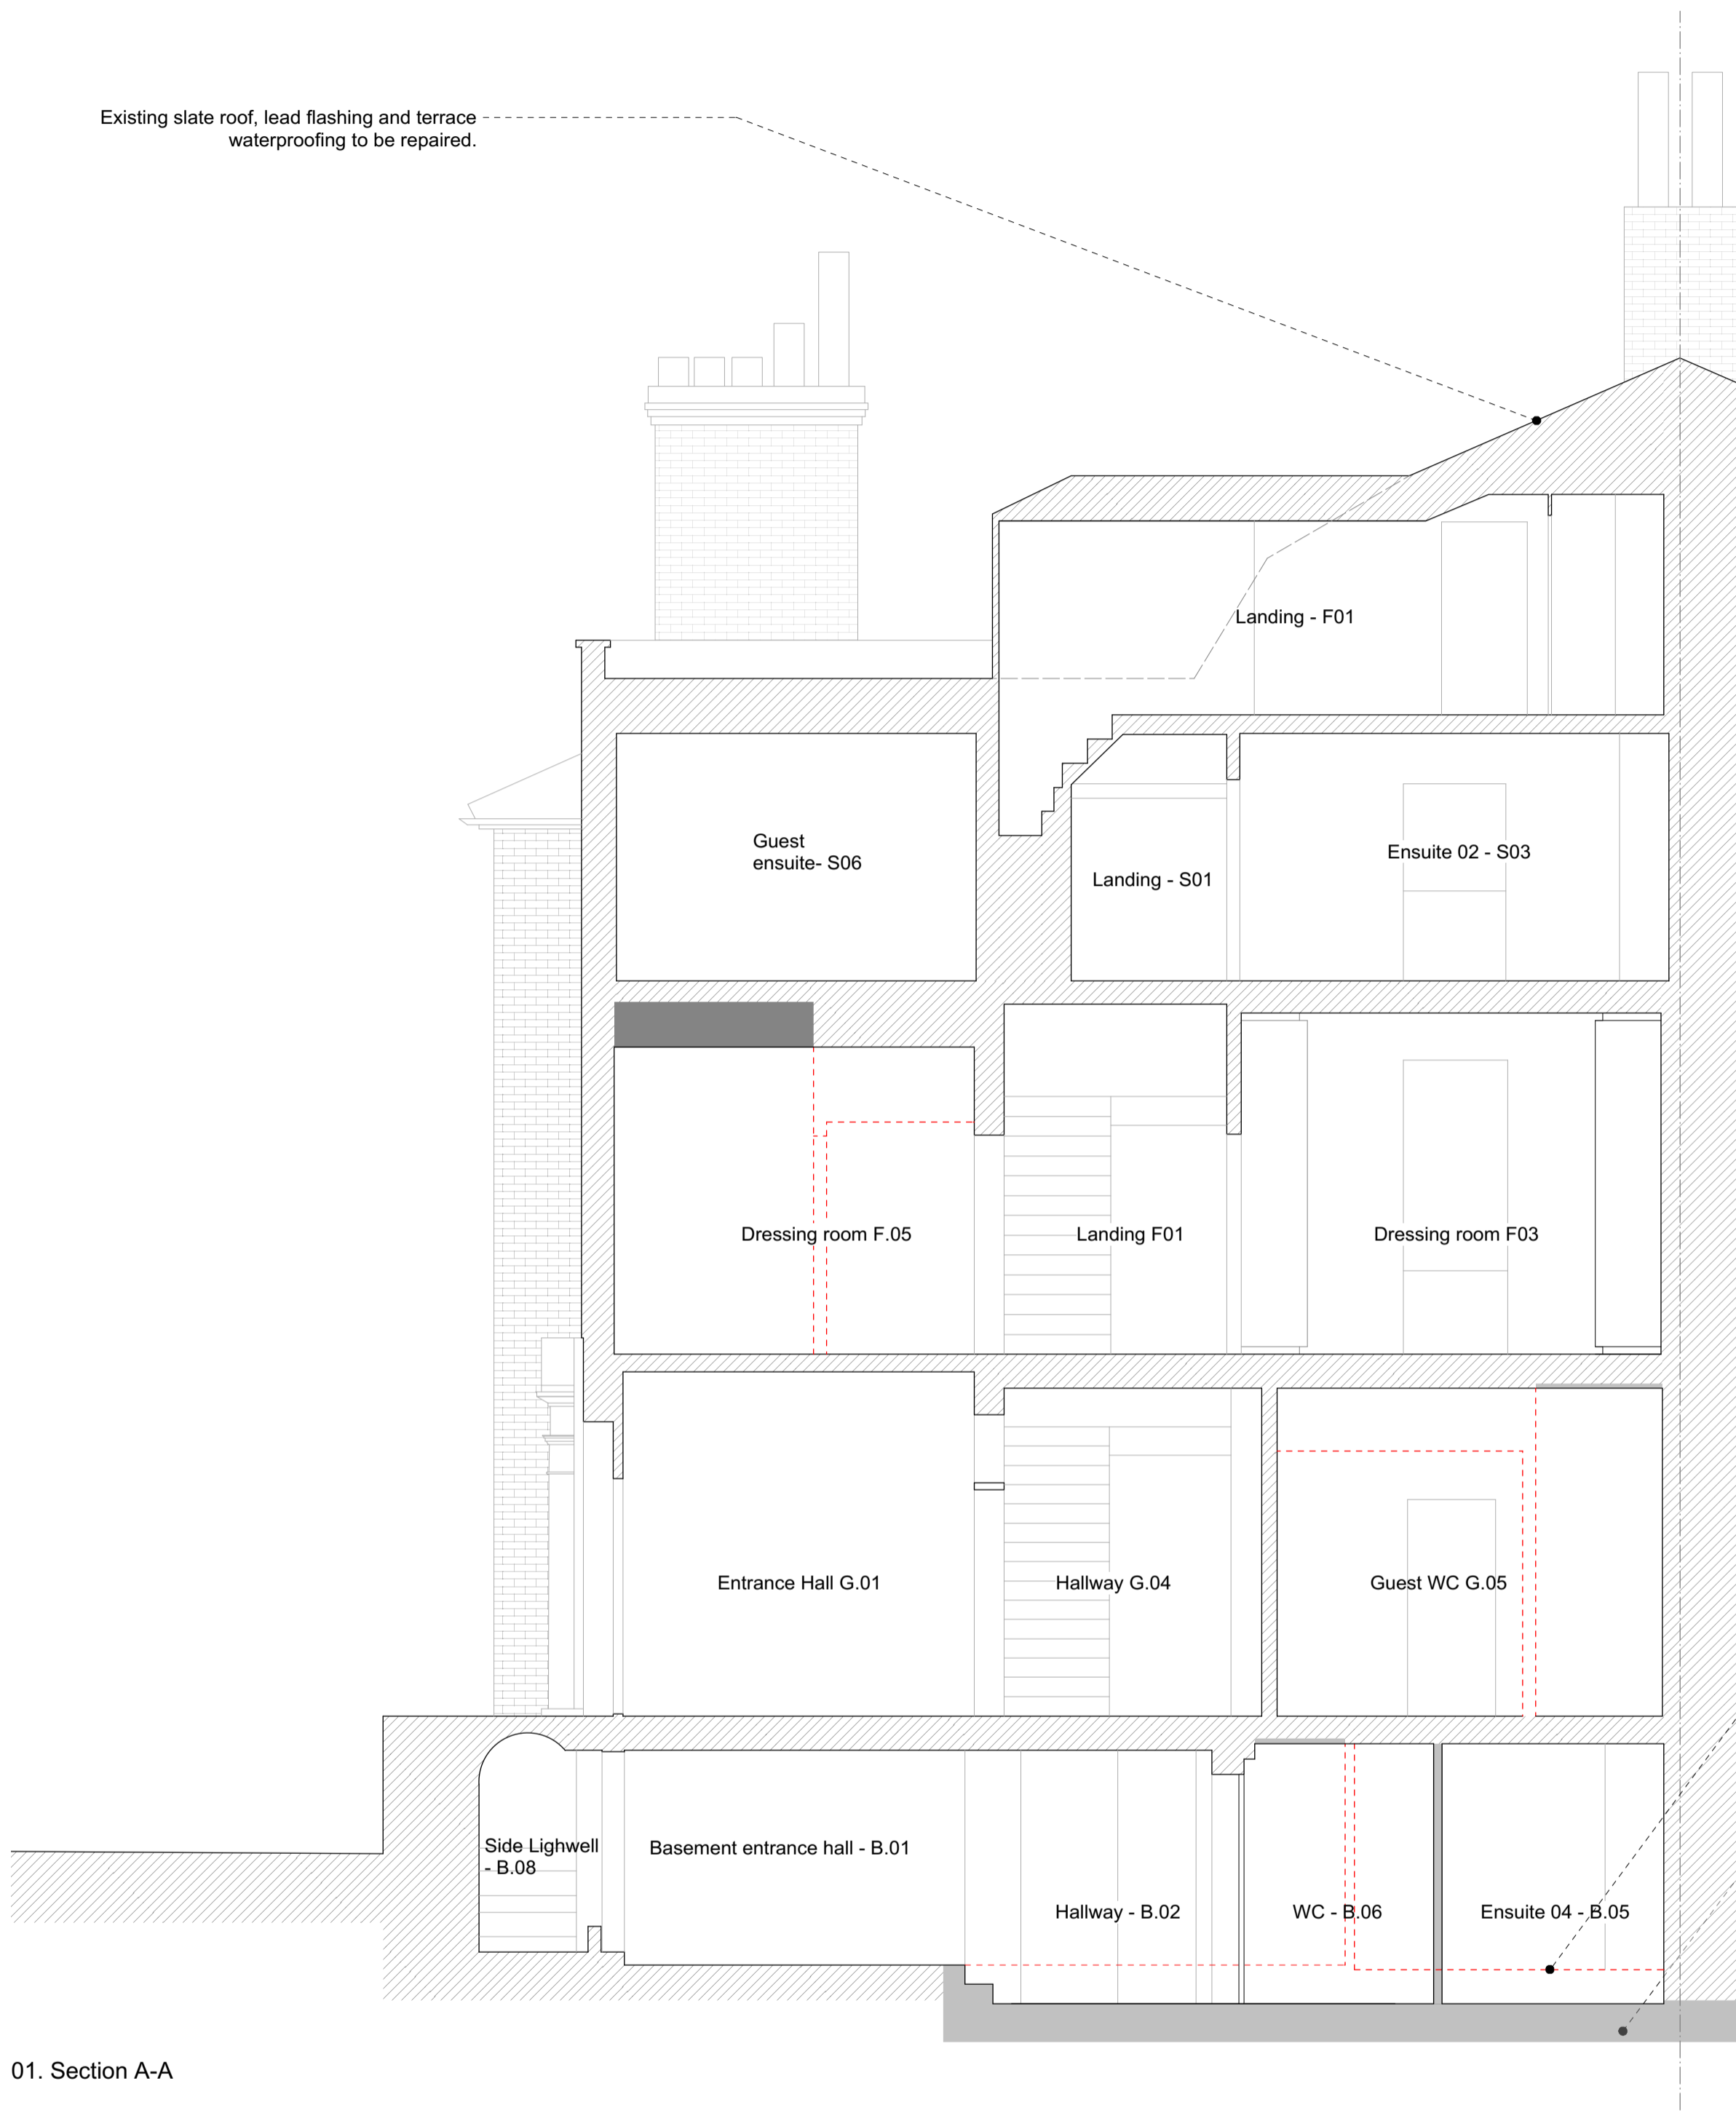 Existing slate roof, lead flashing and terrace
waterproofing to be repaired.
Landing - F01
Guest
ensuite- S06
Landing - S01
Ensuite 02 - S03
Dressing room F.05
Landing F01
Dressing room F03
Entrance Hall G.01
Hallway G.04
Guest WC G.05
Side Lighwell
- B.08
Basement entrance hall - B.01
Hallway - B.02
WC - B.06
Ensuite 04 - B.05
01. Section A-A